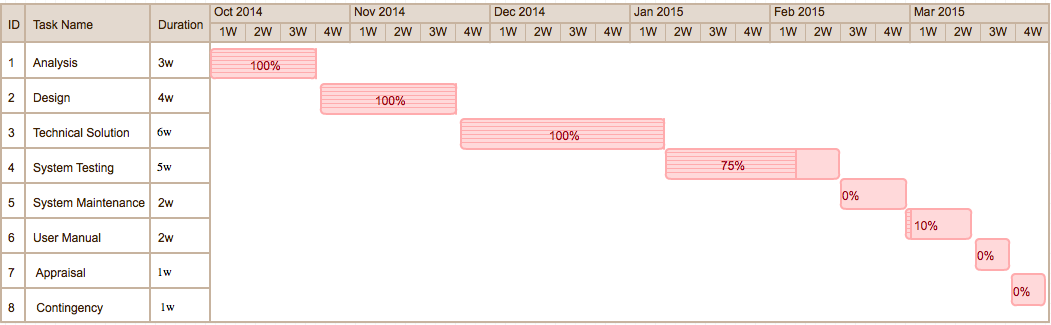 ID Task Name Duration Oct 2014 Nov 2014 Dec 2014 Jan 2015 Feb 2015 Mar 2015
1W 2W 3W 4W 1W 2W 3W 4W 1W 2W 3W 4W 1W 2W 3W 4W 1W 2W 3W 4W 1W 2W 3W 4W
1 Analysis 3w 100%
2 Design 4w 100%
3 Technical Solution 6w 100%
4 System Testing 5w 75%
5 System Maintenance 2w 0%
6 User Manual 2w 10%
7 Appraisal 1w 0%
8 Contingency 1w 0%